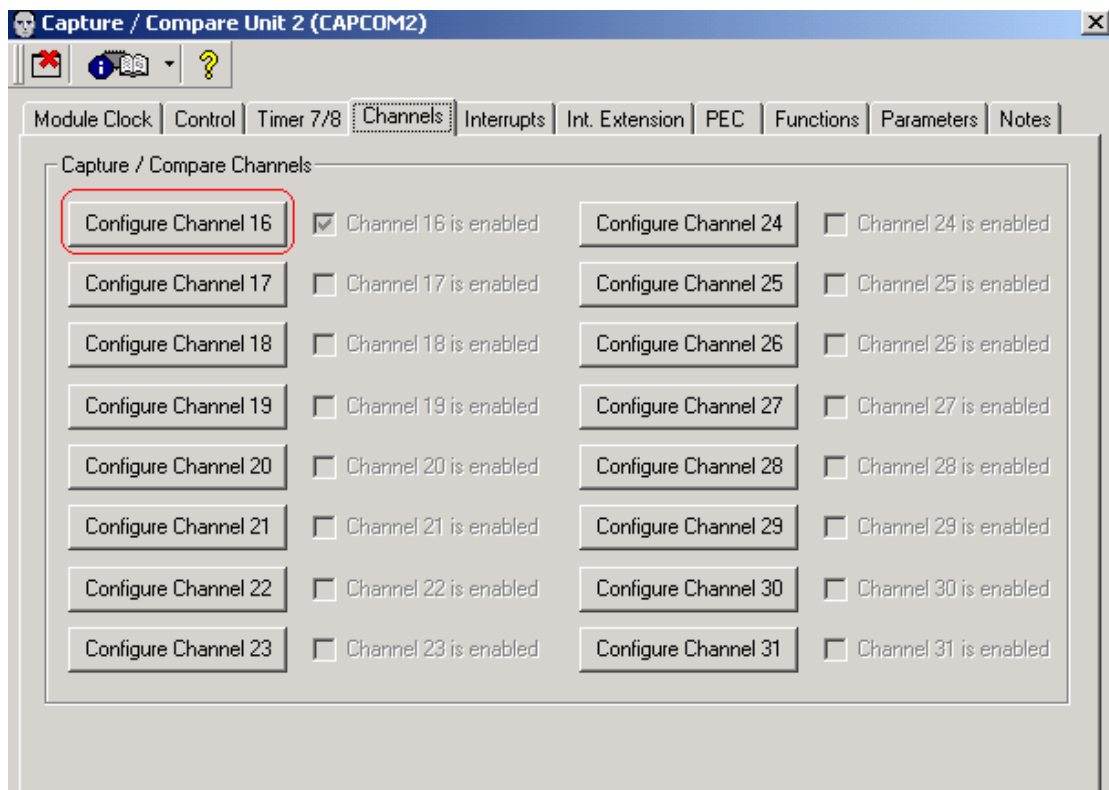 Capture / Compare Unit 2 (CAPCOM2)
Module Clock Control Timer 7/8 Channels Interrupts Int. Extension PEC Functions Parameters Notes
Capture / Compare Channels
Configure Channel 16 Channel 16 is enabled Configure Channel 24 Channel 24 is enabled
Configure Channel 17 Channel 17 is enabled Configure Channel 25 Channel 25 is enabled
Configure Channel 18 Channel 18 is enabled Configure Channel 26 Channel 26 is enabled
Configure Channel 19 Channel 19 is enabled Configure Channel 27 Channel 27 is enabled
Configure Channel 20 Channel 20 is enabled Configure Channel 28 Channel 28 is enabled
Configure Channel 21 Channel 21 is enabled Configure Channel 29 Channel 29 is enabled
Configure Channel 22 Channel 22 is enabled Configure Channel 30 Channel 30 is enabled
Configure Channel 23 Channel 23 is enabled Configure Channel 31 Channel 31 is enabled